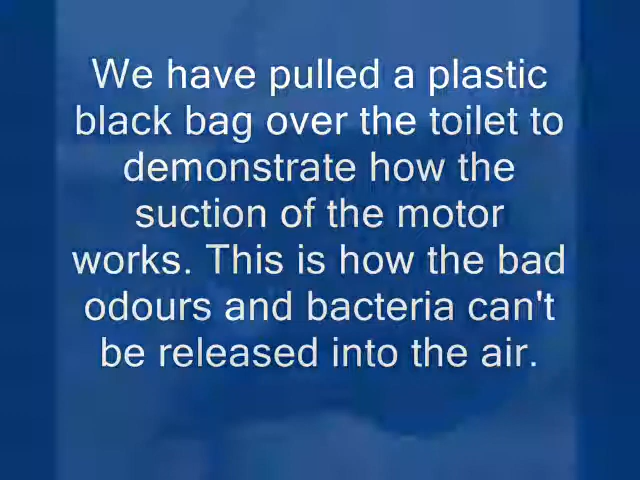 We have pulled a plastic
black bag over the toilet to
demonstrate how the
suction of the motor
works. This is how the bad
odours and bacteria can't
be released into the air.